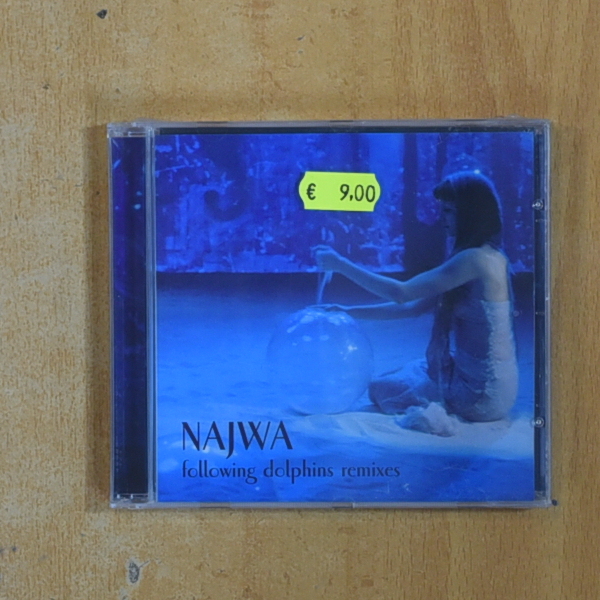 € 9,00
NAJWA
following dolphins remixes